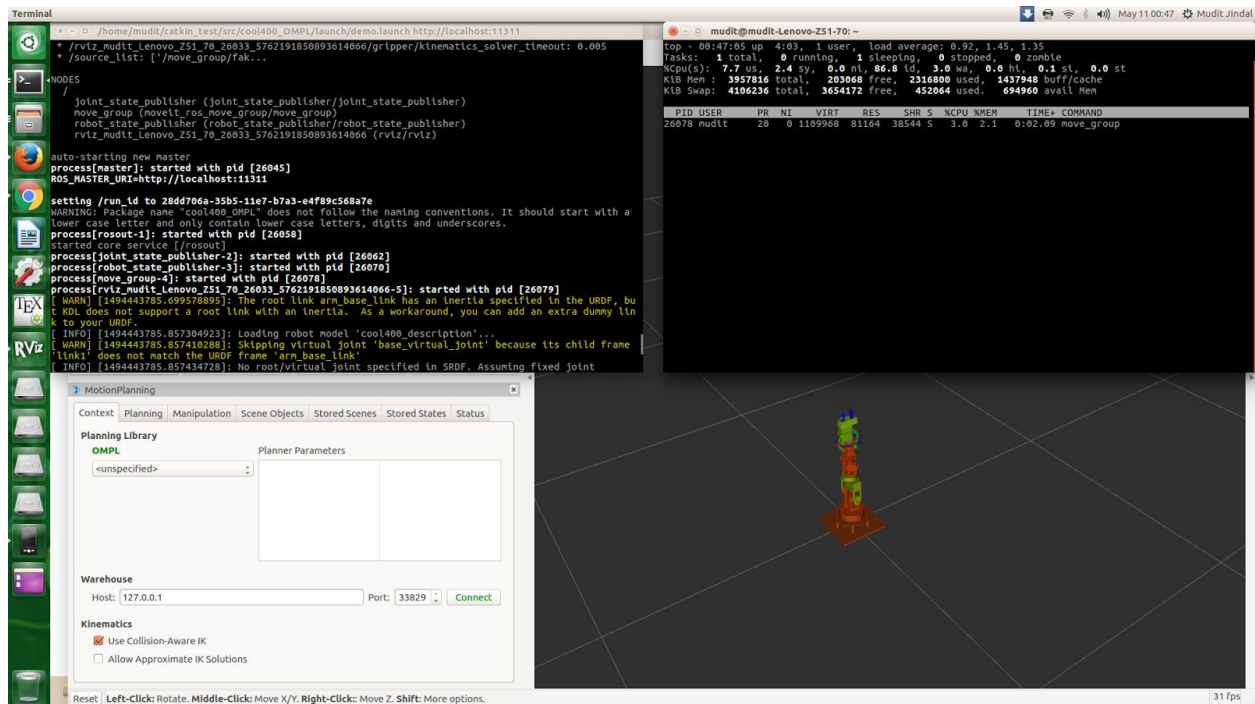 Terminal
May 11 00:47 Mudit Jindal
/home/mudit/catkin_test/src/cool400_OMPL/launch/demo.launch http://localhost:11311
* /rviz_mudit_Lenovo_Z51_70_26033_5762191850893614066/gripper/kinematics_solver_timeout: 0.005
* /source_list: ['/move_group/fak...
NODES
/
joint_state_publisher (joint_state_publisher/joint_state_publisher)
move_group (moveit_ros_move_group/move_group)
robot_state_publisher (robot_state_publisher/robot_state_publisher)
rviz_mudit_Lenovo_Z51_70_26033_5762191850893614066 (rviz/rviz)
auto-starting new master
process[master]: started with pid [26045]
ROS_MASTER_URI=http://localhost:11311
setting /run_id to 28dd706a-35b5-11e7-b7a3-e4f89c568a7e
WARNING: Package name "cool400_OMPL" does not follow the naming conventions. It should start with a
lower case letter and only contain lower case letters, digits and underscores.
process[rosout-1]: started with pid [26058]
started core service [/rosout]
process[joint_state_publisher-2]: started with pid [26062]
process[robot_state_publisher-3]: started with pid [26070]
process[move_group-4]: started with pid [26078]
process[rviz_mudit_Lenovo_Z51_70_26033_5762191850893614066-5]: started with pid [26079]
[ WARN] [1494443785.699578895]: The root link arm_base_link has an inertia specified in the URDF, bu
t KDL does not support a root link with an inertia.  As a workaround, you can add an extra dummy lin
k to your URDF.
[ INFO] [1494443785.857304923]: Loading robot model 'cool400_description'...
[ WARN] [1494443785.857410288]: Skipping virtual joint 'base_virtual_joint' because its child frame
'link1' does not match the URDF frame 'arm_base_link'
[ INFO] [1494443785.857434728]: No root/virtual joint specified in SRDF. Assuming fixed joint
mudit@mudit-Lenovo-Z51-70: ~
top - 00:47:05 up  4:03,  1 user,  load average: 0.92, 1.45, 1.35
Tasks:   1 total,   0 running,   1 sleeping,   0 stopped,   0 zombie
%Cpu(s):  7.7 us,  2.4 sy,  0.0 ni, 86.8 id,  3.0 wa,  0.0 hi,  0.1 si,  0.0 st
KiB Mem :  3957816 total,   203068 free,  2316800 used,  1437948 buff/cache
KiB Swap:  4106236 total,  3654172 free,   452064 used.   694960 avail Mem
PID USER      PR  NI    VIRT    RES    SHR S  %CPU %MEM     TIME+ COMMAND
26078 mudit     20   0 1109968  81164  38544 S   3.0  2.1   0:02.09 move_group
TEX
RViz
MotionPlanning
Context Planning Manipulation Scene Objects Stored Scenes Stored States Status
Planning Library
OMPL
Planner Parameters
<unspecified>
Warehouse
Host: 127.0.0.1 Port: 33829 Connect
Kinematics
Use Collision-Aware IK
Allow Approximate IK Solutions
Reset Left-Click: Rotate. Middle-Click: Move X/Y. Right-Click:: Move Z. Shift: More options.
31 fps